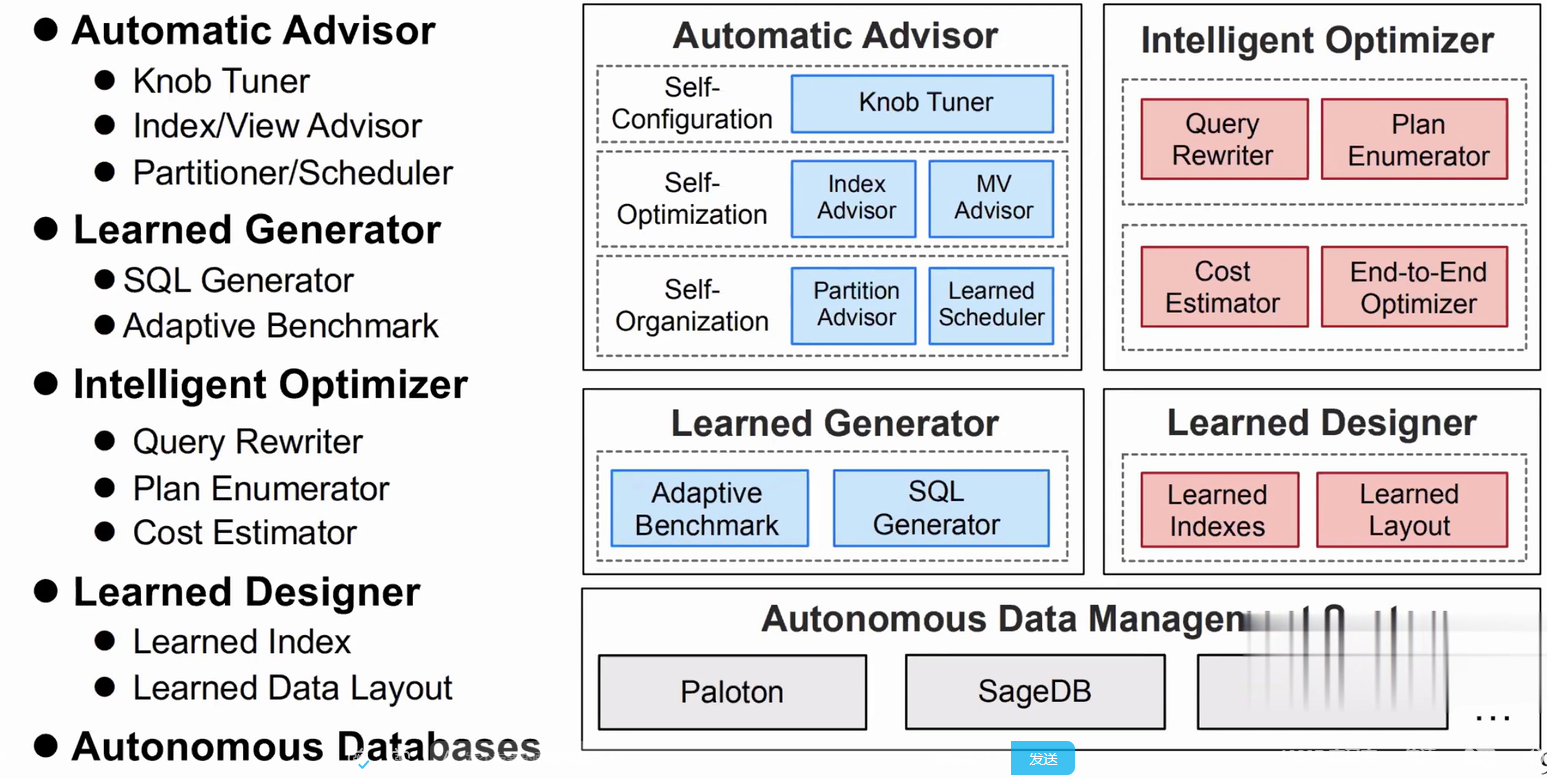 Automatic Advisor
Knob Tuner
Index/View Advisor
Partitioner/Scheduler
Learned Generator
SQL Generator
Adaptive Benchmark
Intelligent Optimizer
Query Rewriter
Plan Enumerator
Cost Estimator
Learned Designer
Learned Index
Learned Data Layout
Autonomous Databases
Automatic Advisor
Self-
Configuration
Knob Tuner
Self-
Optimization
Index
Advisor
MV
Advisor
Self-
Organization
Partition
Advisor
Learned
Scheduler
Intelligent Optimizer
Query
Rewriter
Plan
Enumerator
Cost
Estimator
End-to-End
Optimizer
Learned Generator
Adaptive
Benchmark
SQL
Generator
Learned Designer
Learned
Indexes
Learned
Layout
Autonomous Data
Paloton
SageDB
...
发送